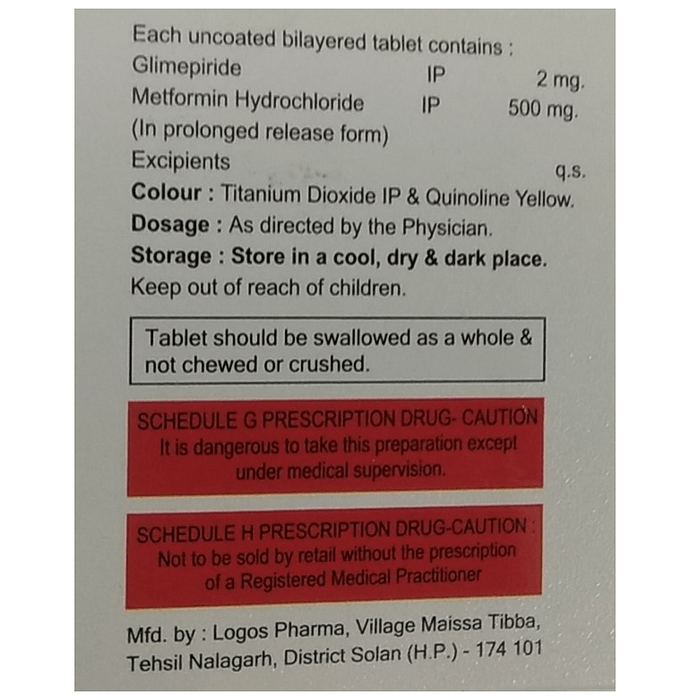 Each uncoated bilayered tablet contains :
Glimepiride IP 2 mg.
Metformin Hydrochloride IP 500 mg.
(In prolonged release form)
Excipients q.s.
Colour : Titanium Dioxide IP & Quinoline Yellow.
Dosage : As directed by the Physician.
Storage : Store in a cool, dry & dark place.
Keep out of reach of children.
Tablet should be swallowed as a whole &
not chewed or crushed.
SCHEDULE G PRESCRIPTION DRUG- CAUTION
It is dangerous to take this preparation except
under medical supervision.
SCHEDULE H PRESCRIPTION DRUG-CAUTION :
Not to be sold by retail without the prescription
of a Registered Medical Practitioner
Mfd. by : Logos Pharma, Village Maissa Tibba,
Tehsil Nalagarh, District Solan (H.P.) - 174 101